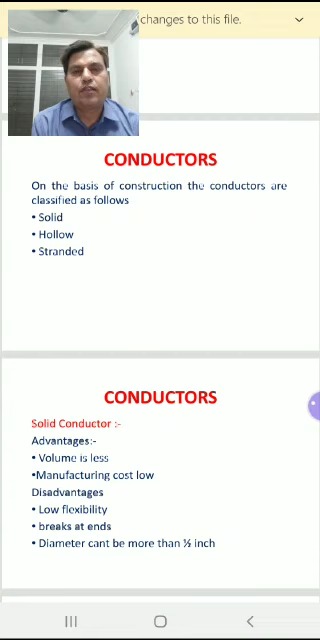 changes to this file.
CONDUCTORS
On the basis of construction the conductors are
classified as follows
• Solid
• Hollow
• Stranded
CONDUCTORS
Solid Conductor :-
Advantages:-
• Volume is less
•Manufacturing cost low
Disadvantages
• Low flexibility
• breaks at ends
• Diameter cant be more than ½ inch